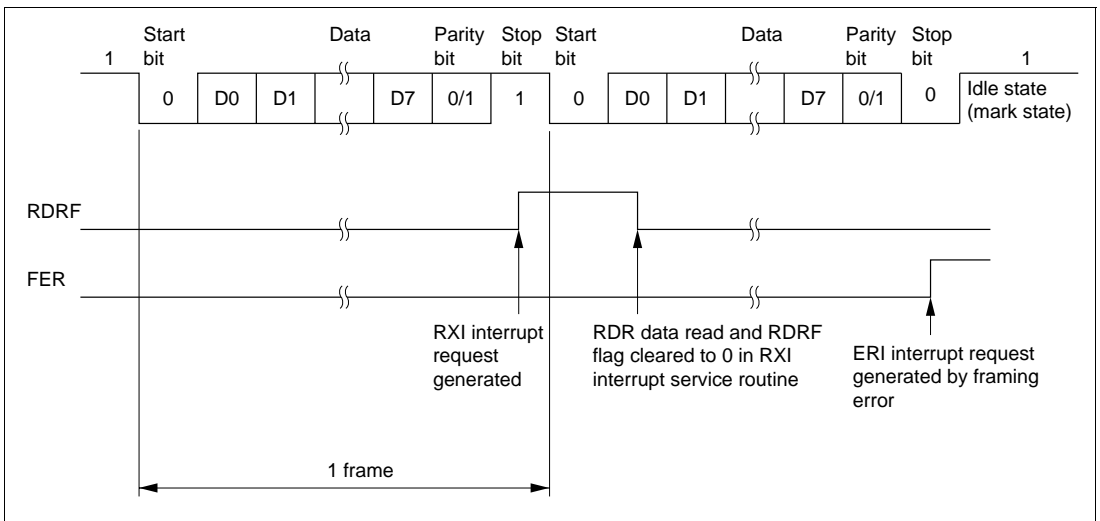 Start bit
Data
Parity bit
Stop bit
Start bit
Data
Parity bit
Stop bit
1
1
0
D0
D1
D7
0/1
1
0
D0
D1
D7
0/1
0
Idle state
(mark state)
RDRF
FER
RXI interrupt
request
generated
RDR data read and RDRF
flag cleared to 0 in RXI
interrupt service routine
ERI interrupt request
generated by framing
error
1 frame